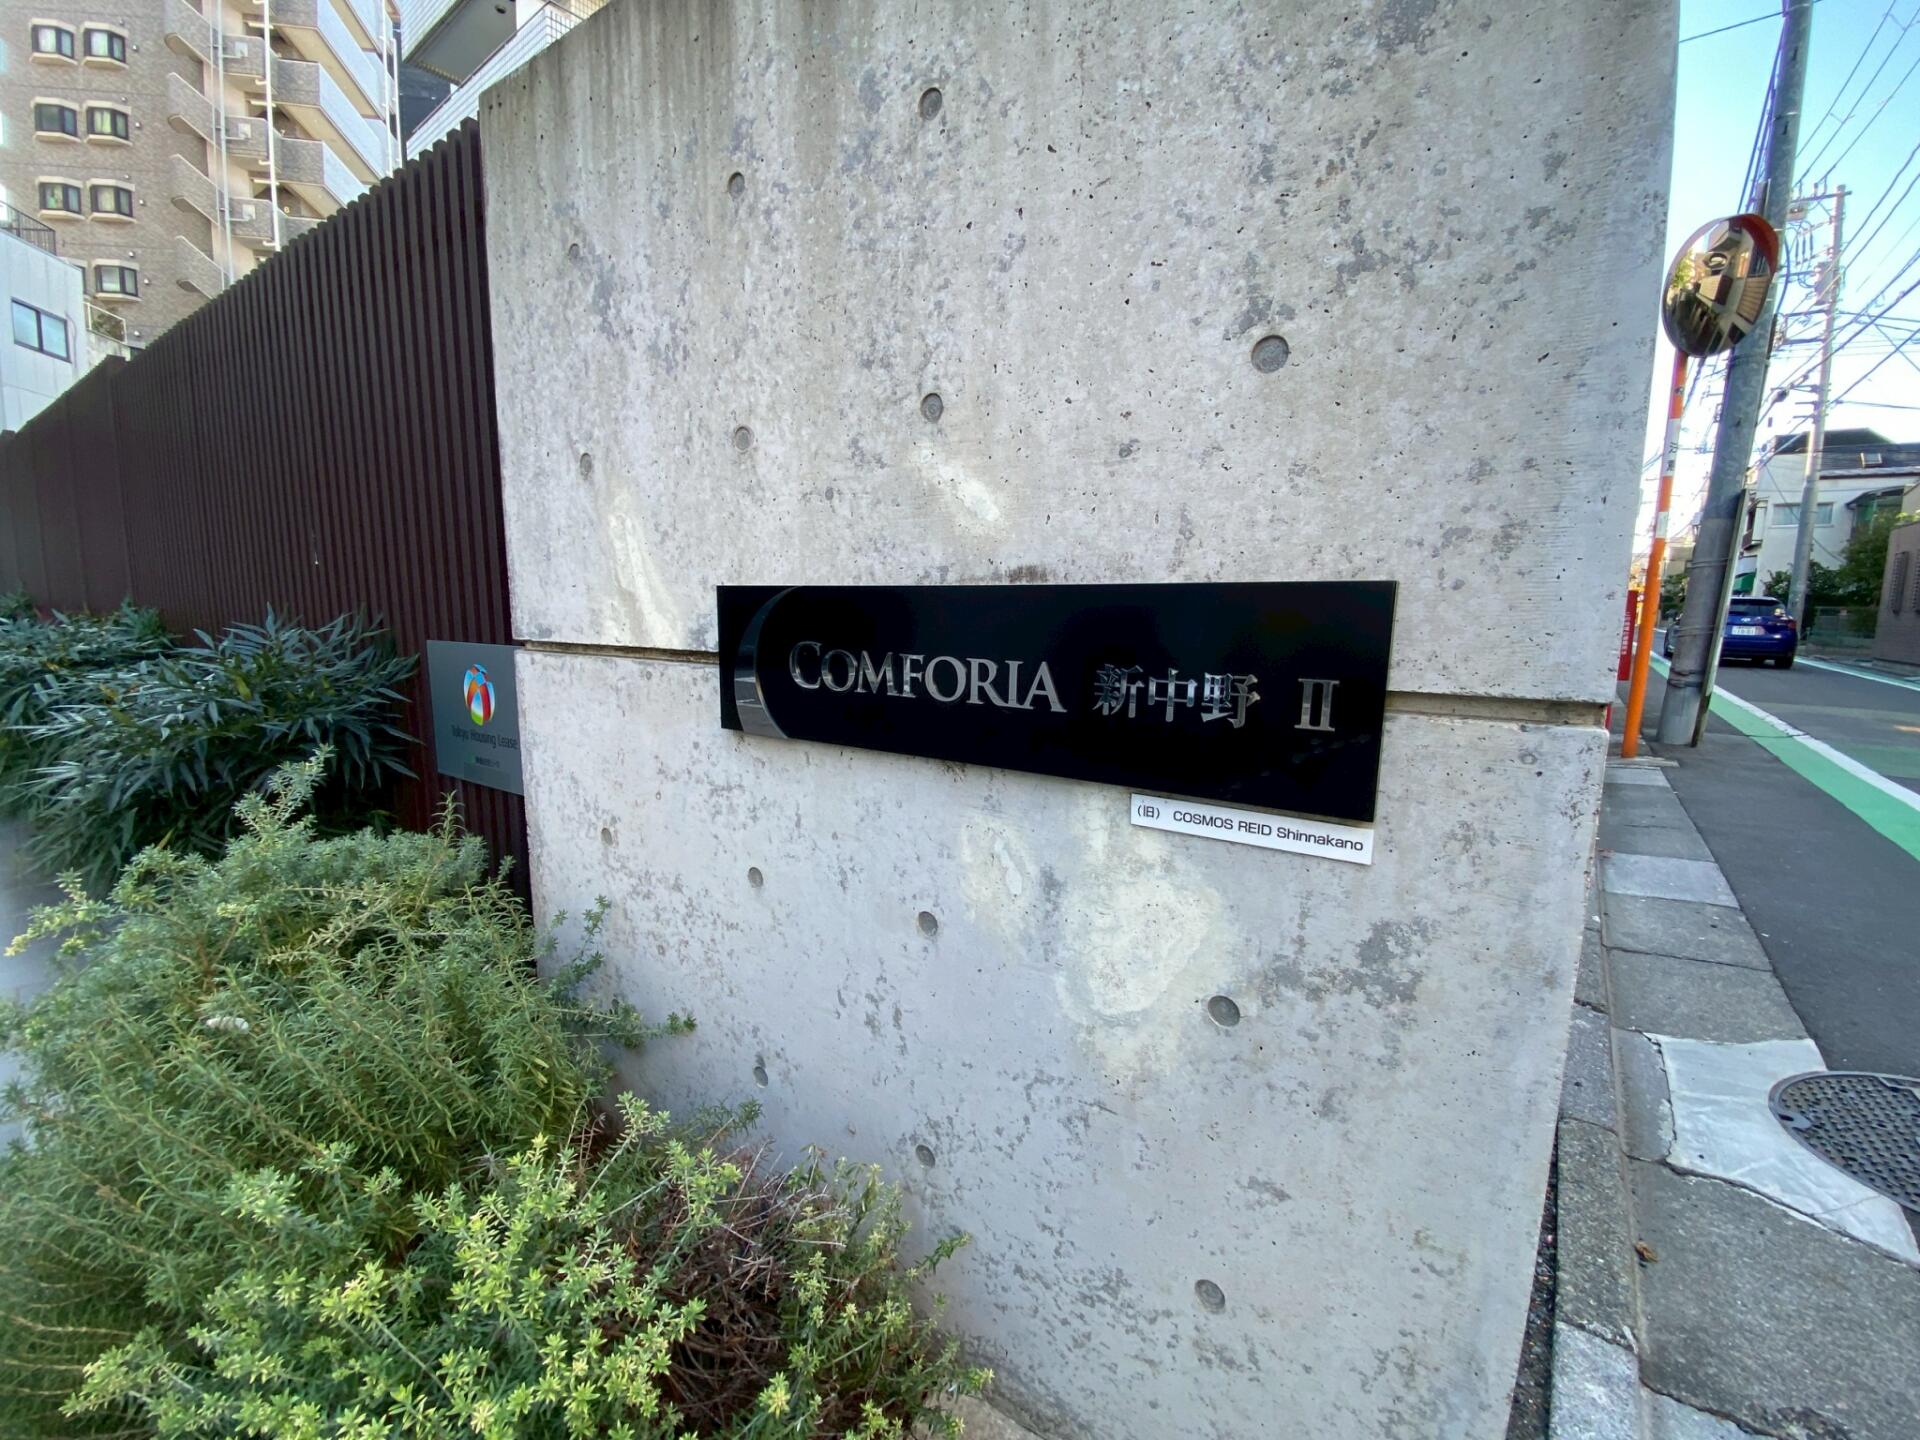 COMFORIA 新中野 Ⅱ
(旧) COSMOS REID Shinnakano
Tokyu Housing Lease